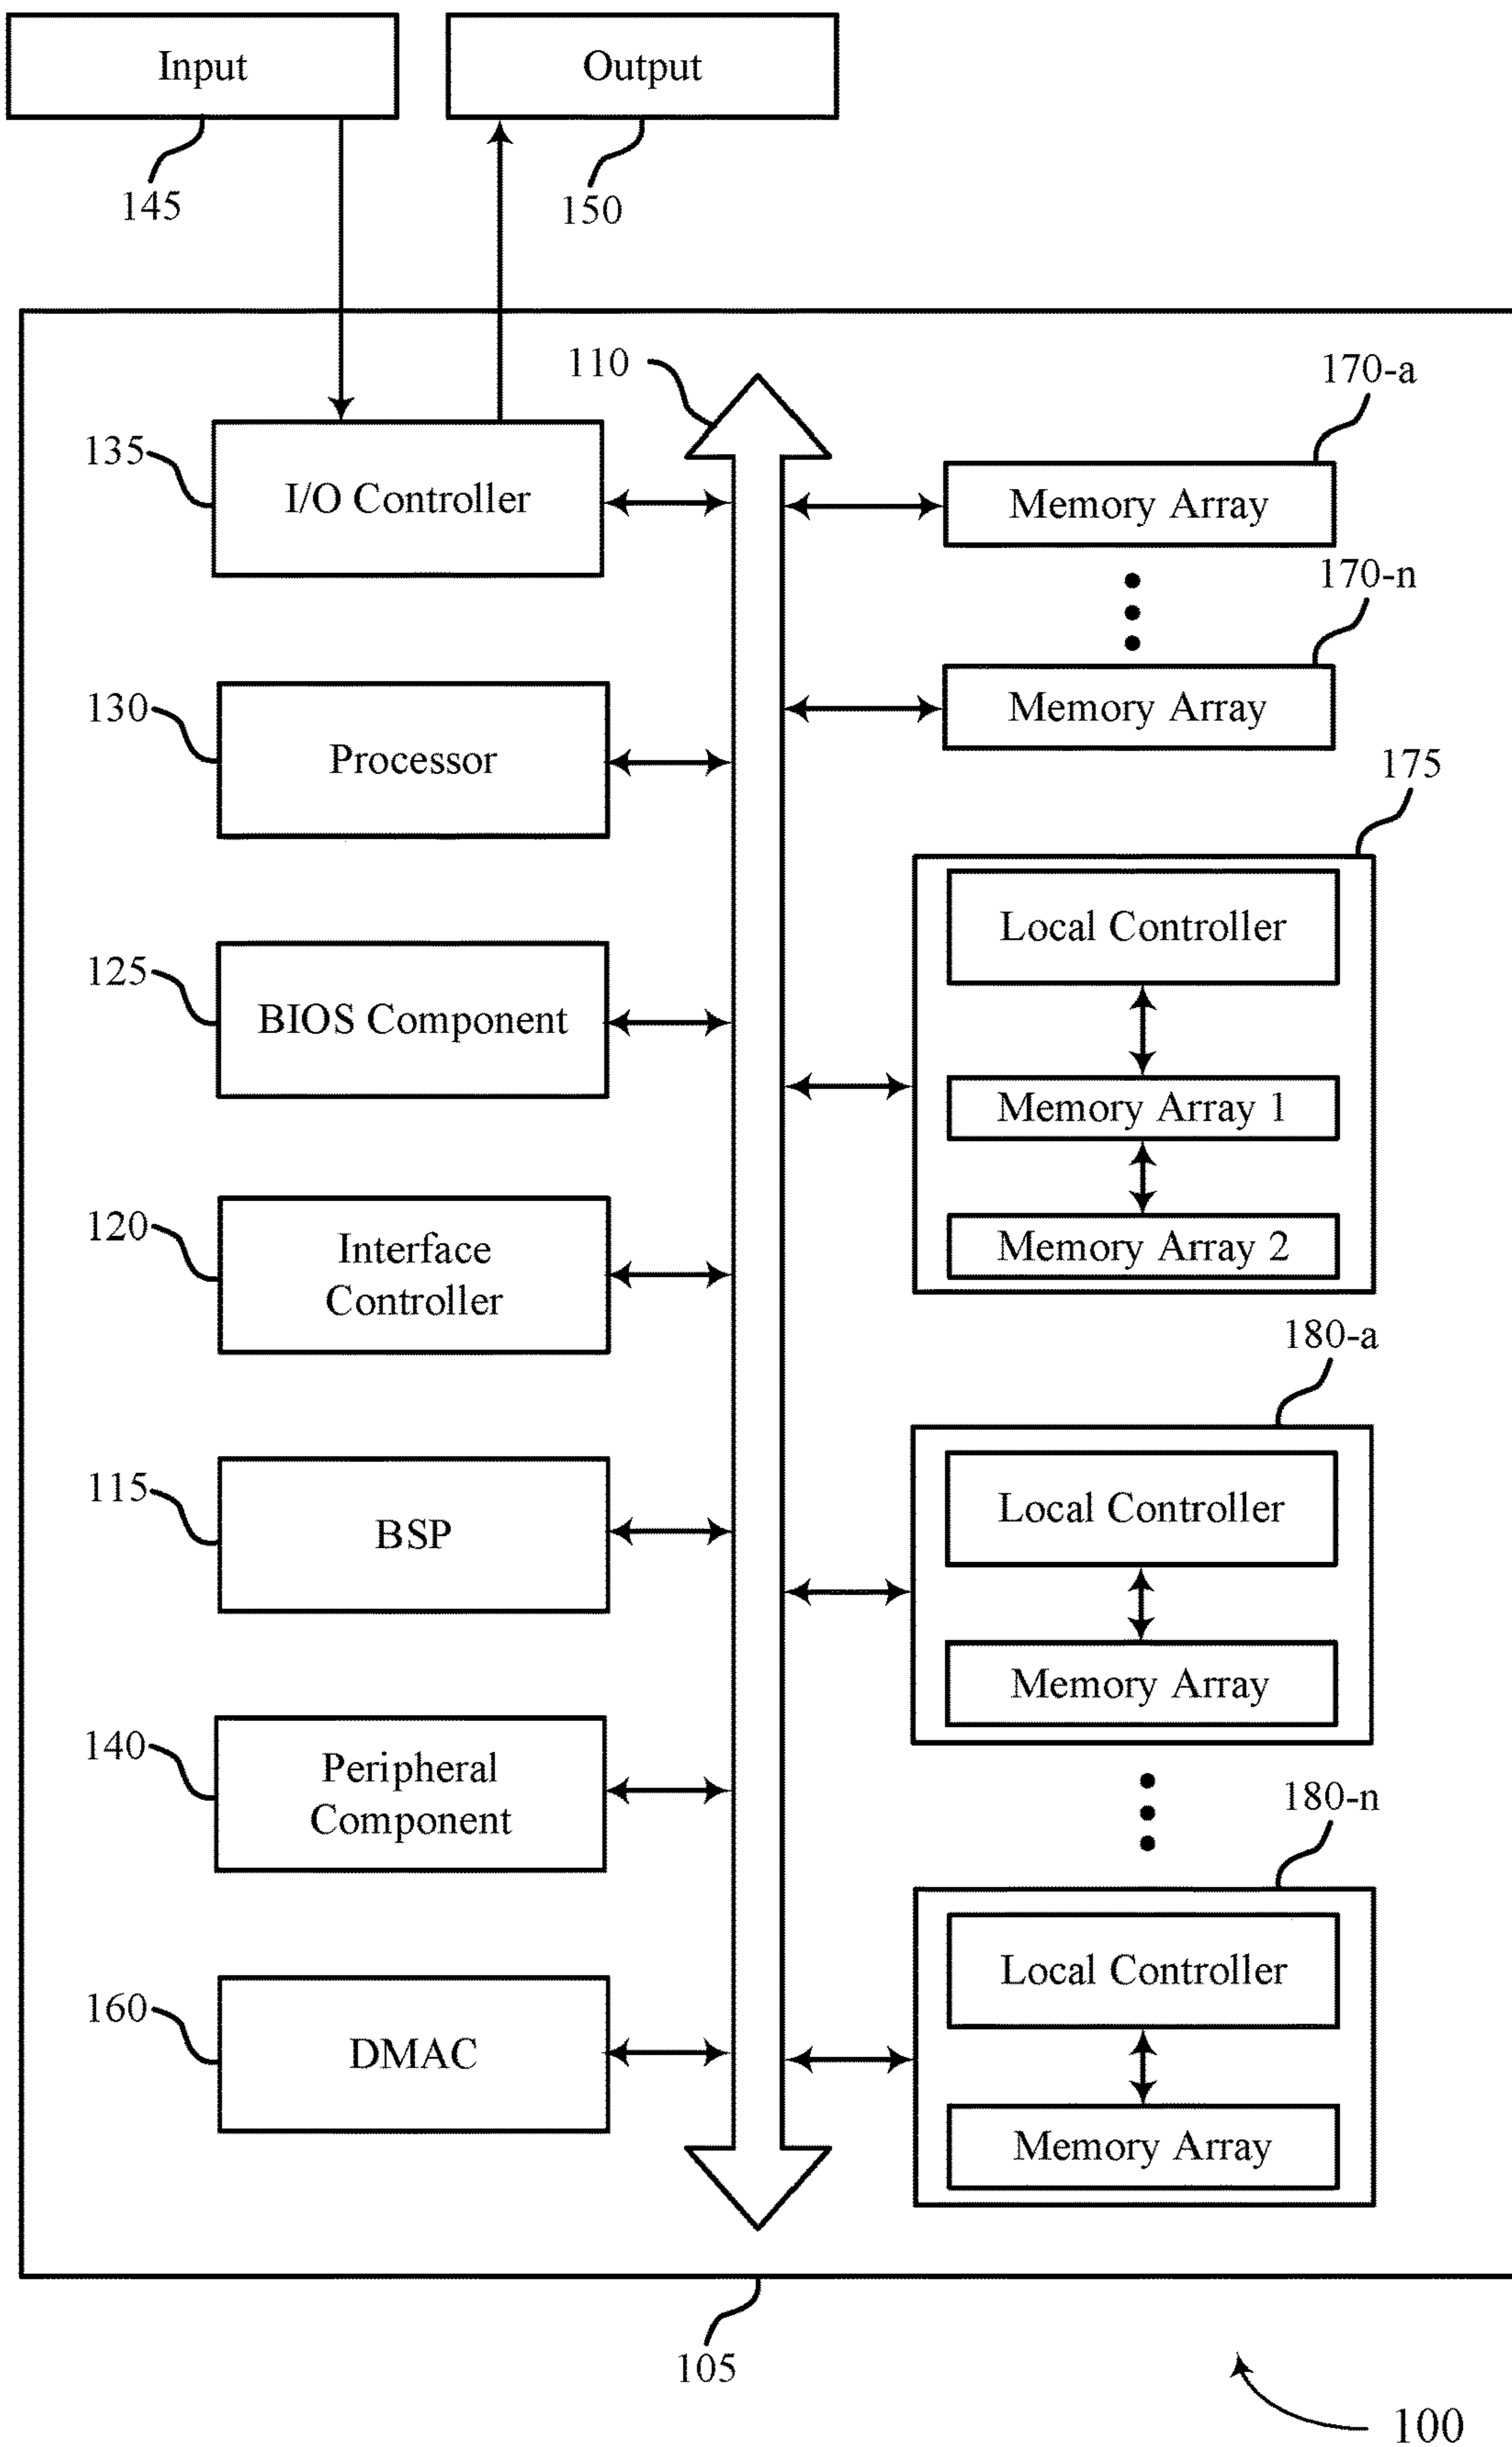 Input
Output
145
150
110
170-a
135
I/O Controller
Memory Array
170-n
130
Processor
Memory Array
175
125
BIOS Component
Local Controller
Memory Array 1
Memory Array 2
120
Interface
Controller
180-a
115
BSP
Local Controller
Memory Array
140
Peripheral
Component
180-n
160
DMAC
Local Controller
Memory Array
105
100